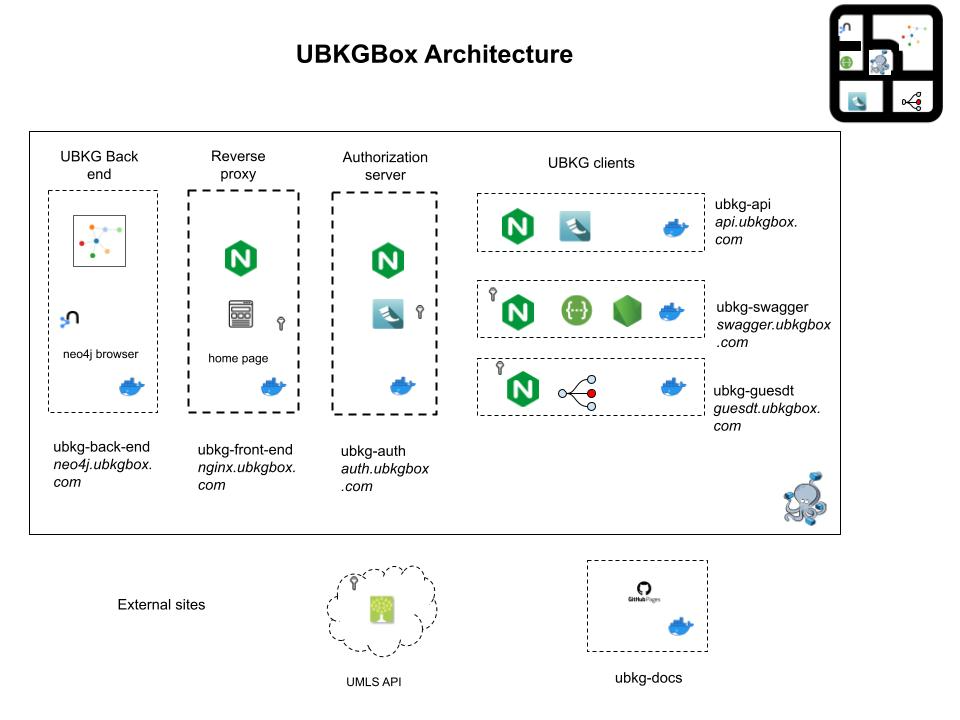 UBKGBox Architecture
UBKG Back
end
Reverse
proxy
Authorization
server
UBKG clients
neo4j browser
home page
ubkg-api
api.ubkgbox.
com
ubkg-swagger
swagger.ubkgbox
.com
ubkg-guesdt
guesdt.ubkgbox.
com
ubkg-back-end
neo4j.ubkgbox.
com
ubkg-front-end
nginx.ubkgbox.
com
ubkg-auth
auth.ubkgbox
.com
External sites
UMLS API
GitHub Pages
ubkg-docs